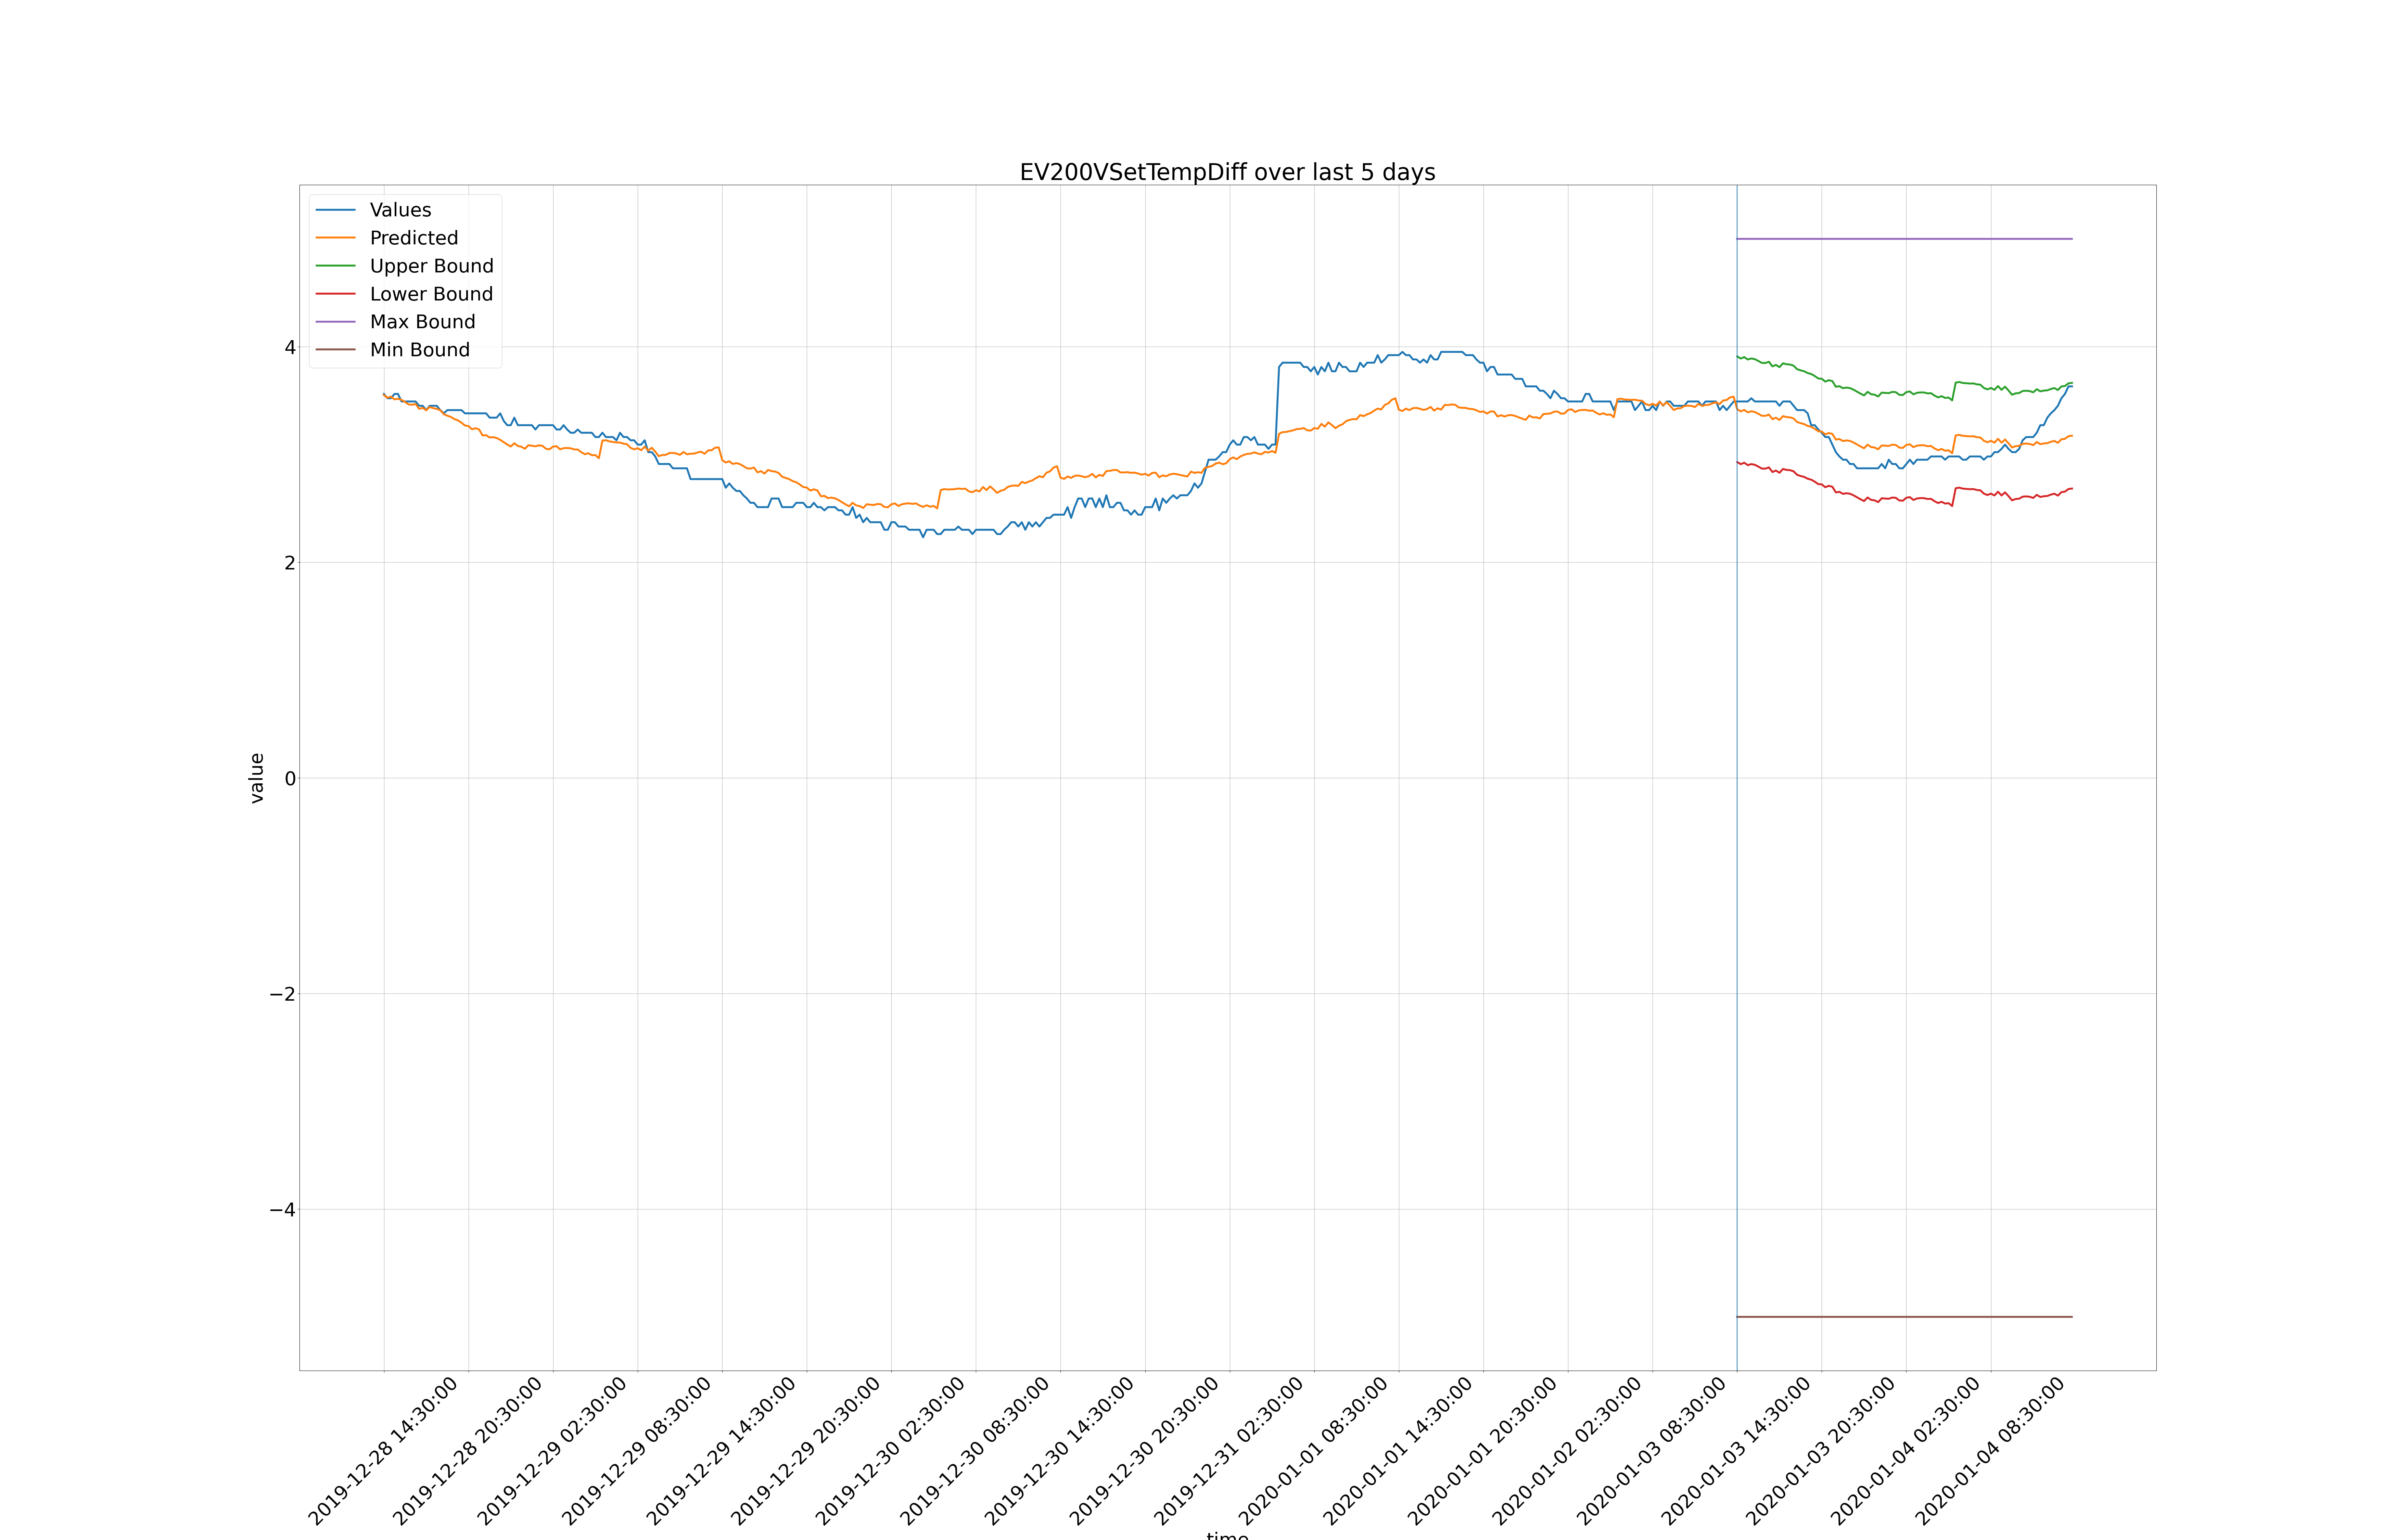 EV200VSetTempDiff over last 5 days
Values
Predicted
Upper Bound
Lower Bound
Max Bound
Min Bound
4
2
0
−2
−4
value
2019-12-28 14:30:00
2019-12-28 20:30:00
2019-12-29 02:30:00
2019-12-29 08:30:00
2019-12-29 14:30:00
2019-12-29 20:30:00
2019-12-30 02:30:00
2019-12-30 08:30:00
2019-12-30 14:30:00
2019-12-30 20:30:00
2019-12-31 02:30:00
2020-01-01 08:30:00
2020-01-01 14:30:00
2020-01-01 20:30:00
2020-01-02 02:30:00
2020-01-03 08:30:00
2020-01-03 14:30:00
2020-01-03 20:30:00
2020-01-04 02:30:00
2020-01-04 08:30:00
time